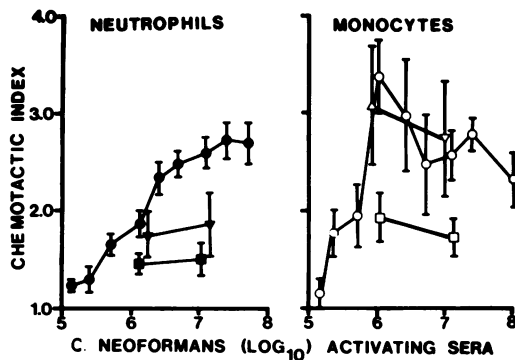 NEUTROPHILS MONOCYTES
4.0
3.0
2.0
1.0
CHEMOTACTIC INDEX
5 6 7 8 5 6 7 8
C. NEOFORMANS (LOG10) ACTIVATING SERA